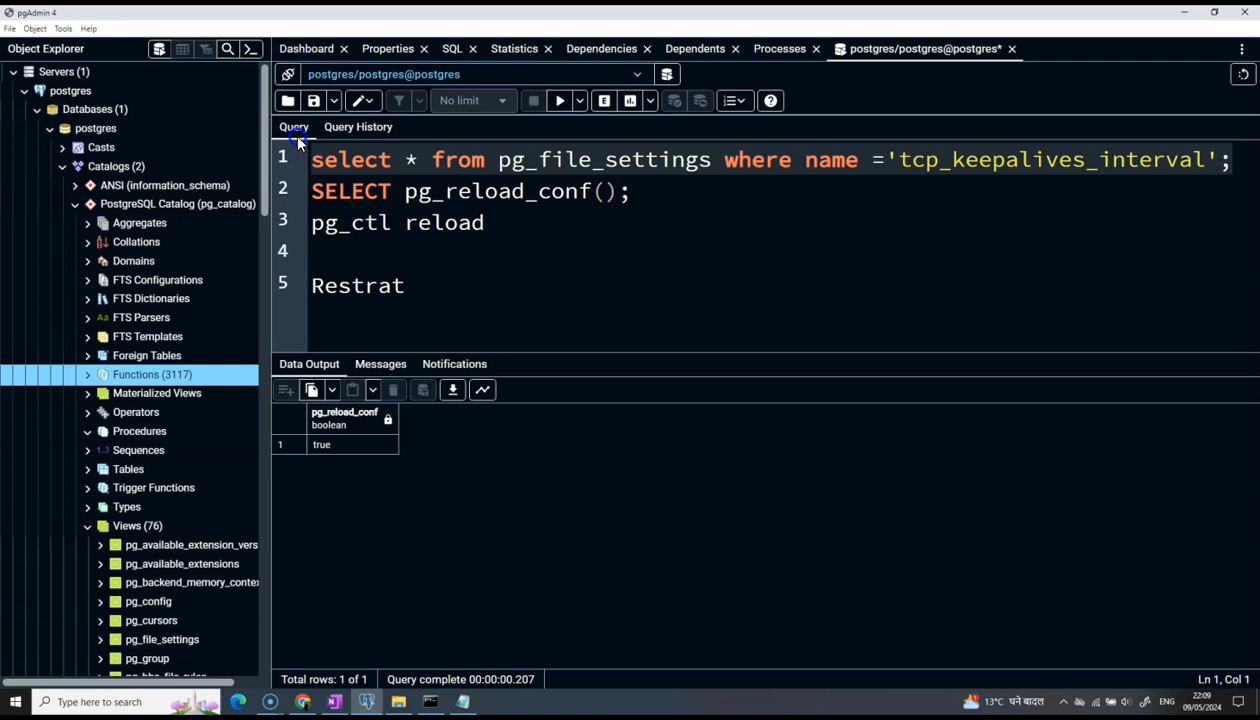 pgAdmin 4
File Object Tools Help
Object Explorer
Dashboard Properties SQL Statistics Dependencies Dependents Processes postgres/postgres@postgres*
Servers (1)
postgres/postgres@postgres
postgres
Databases (1)
No limit
postgres
Query Query History
Casts
Catalogs (2)
ANSI (information_schema)
PostgreSQL Catalog (pg_catalog)
Aggregates
Collations
Domains
FTS Configurations
FTS Dictionaries
FTS Parsers
FTS Templates
Foreign Tables
Functions (3117)
Materialized Views
Operators
Procedures
Sequences
Tables
Trigger Functions
Types
Views (76)
pg_available_extension_vers
pg_available_extensions
pg_backend_memory_contex
pg_config
pg_cursors
pg_file_settings
pg_group
1 select * from pg_file_settings where name ='tcp_keepalives_interval';
2 SELECT pg_reload_conf();
3 pg_ctl reload
4
5 Restrat
Data Output Messages Notifications
pg_reload_conf
boolean
1 true
Total rows: 1 of 1 Query complete 00:00:00.207
Ln 1, Col 1
Type here to search
13°C घने बादल
ENG
22:09
09/05/2024